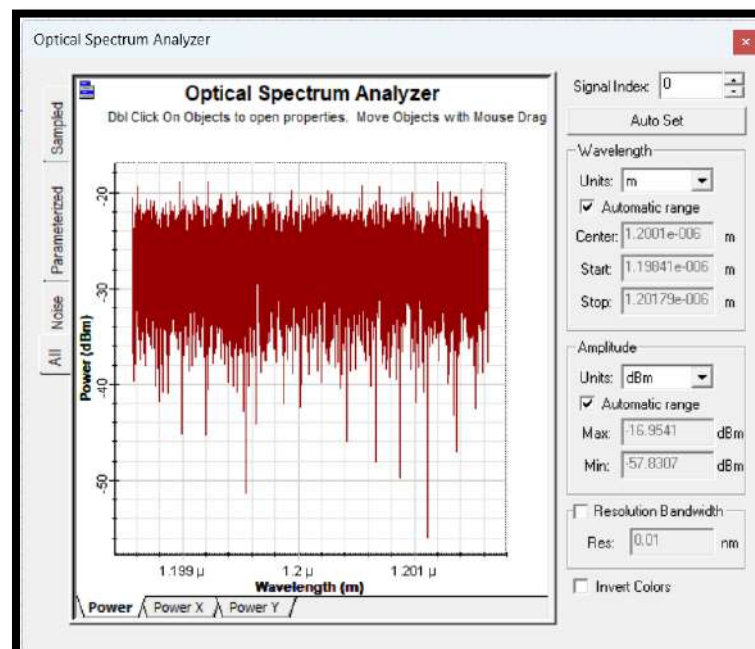 Optical Spectrum Analyzer
Optical Spectrum Analyzer
Dbl Click On Objects to open properties. Move Objects with Mouse Drag
Sampled
Parameterized
Noise
All
Power (dBm)
-20
-30
-40
-50
1.199 µ
1.2 µ
1.201 µ
Wavelength (m)
Power
Power X
Power Y
Signal Index: 0
Auto Set
Wavelength
Units: m
Automatic range
Center: 1.2001e-006 m
Start: 1.19841e-006 m
Stop: 1.20179e-006 m
Amplitude
Units: dBm
Automatic range
Max: -16.9541 dBm
Min: -57.8307 dBm
Resolution Bandwidth
Res: 0.01 nm
Invert Colors